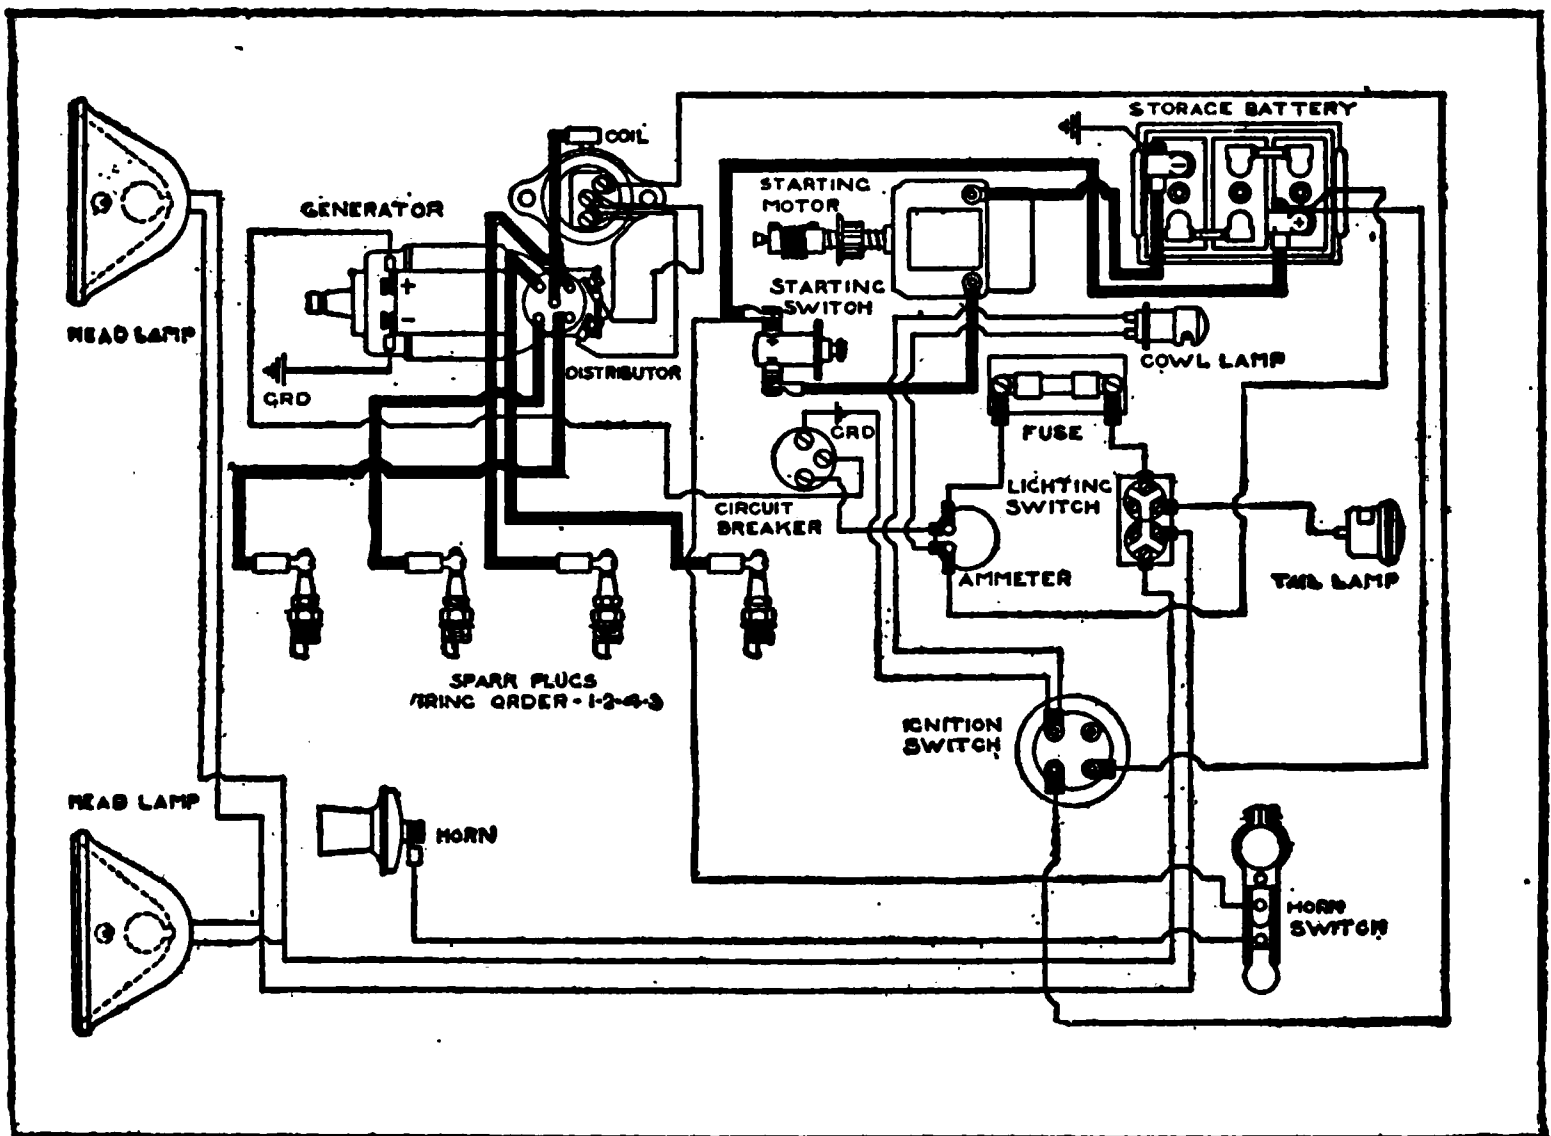 STORAGE BATTERY
COIL
STARTING
MOTOR
GENERATOR
+
-
-
+
STARTING
SWITCH
HEAD LAMP
COWL LAMP
DISTRIBUTOR
GRD
FUSE
GRD
LIGHTING
SWITCH
CIRCUIT
BREAKER
AMMETER
TAIL LAMP
SPARK PLUGS
FIRING ORDER - 1-2-4-3
IGNITION
SWITCH
HEAD LAMP
HORN
HORN
SWITCH